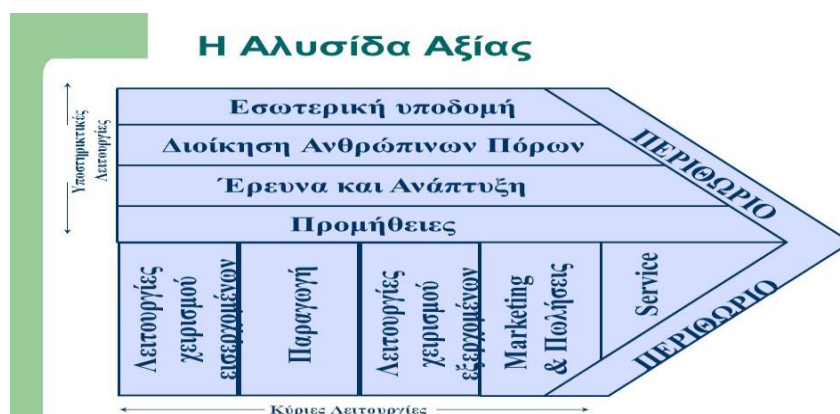 Η Αλυσίδα Αξίας
Υποστηρικτικές
Λειτουργίες
Εσωτερική υποδομή
Διοίκηση Ανθρώπινων Πόρων
Έρευνα και Ανάπτυξη
Προμήθειες
ΠΕΡΙΘΩΡΙΟ
Λειτουργίες
χειρισμού
εισερχομένων
Παραγωγή
Λειτουργίες
χειρισμού
εξερχομένων
Marketing
& Πωλήσεις
Service
ΠΕΡΙΘΩΡΙΟ
Κύριες Λειτουργίες